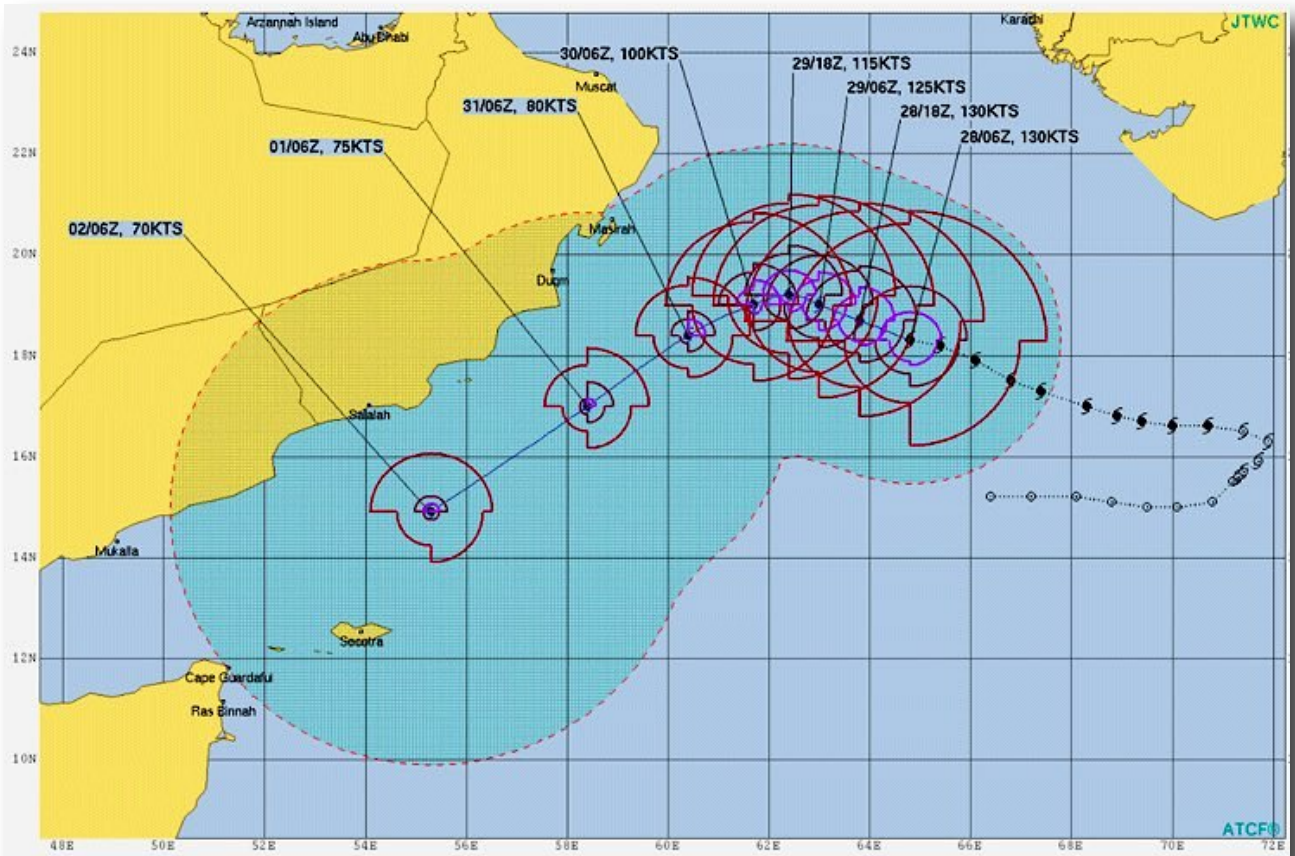 Arzannah Island
Karachi
JTWC
Abu Dhabi
24N
30/06Z, 100KTS
29/18Z, 115KTS
Muscat
29/06Z, 125KTS
31/06Z, 80KTS
28/18Z, 130KTS
28/06Z, 130KTS
01/06Z, 75KTS
22N
02/06Z, 70KTS
Masirah
20N
Duqm
18N
Salalah
16N
Mukalla
14N
Socotra
12N
Cape Guardafui
Ras Binnah
10N
ATCF®
48E 50E 52E 54E 56E 58E 60E 62E 64E 66E 68E 70E 72E